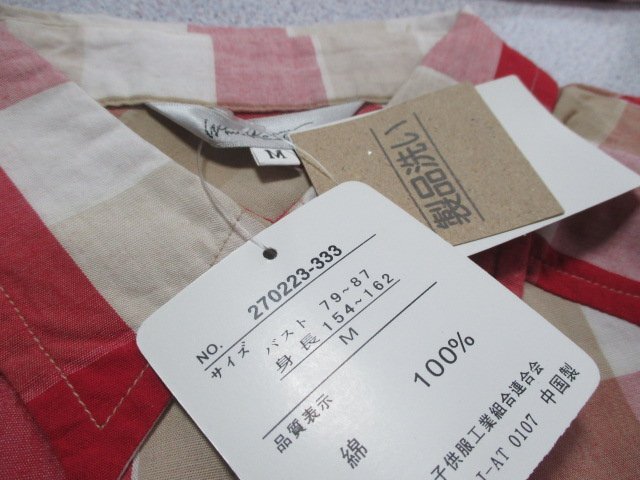 M
製品洗い
NO. 270223-333
サイズ バスト 79~87
身長 154~162
M
品質表示
綿 100%
子供服工業組合連合会
I-AT 0107 中国製